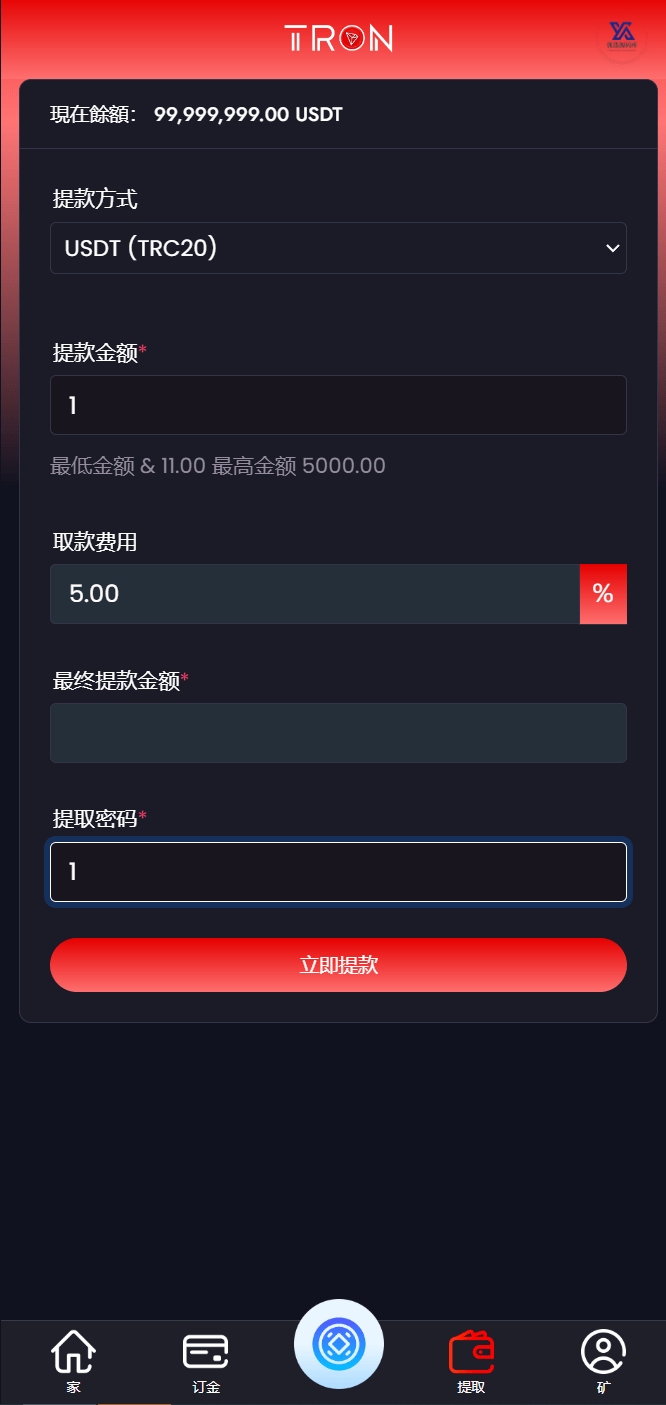 TRON
現在餘額： 99,999,999.00 USDT
提款方式
USDT (TRC20)
提款金额*
1
最低金额 & 11.00 最高金额 5000.00
取款费用
5.00 %
最终提款金额*
提取密码*
1
立即提款
家 订金 提取 矿